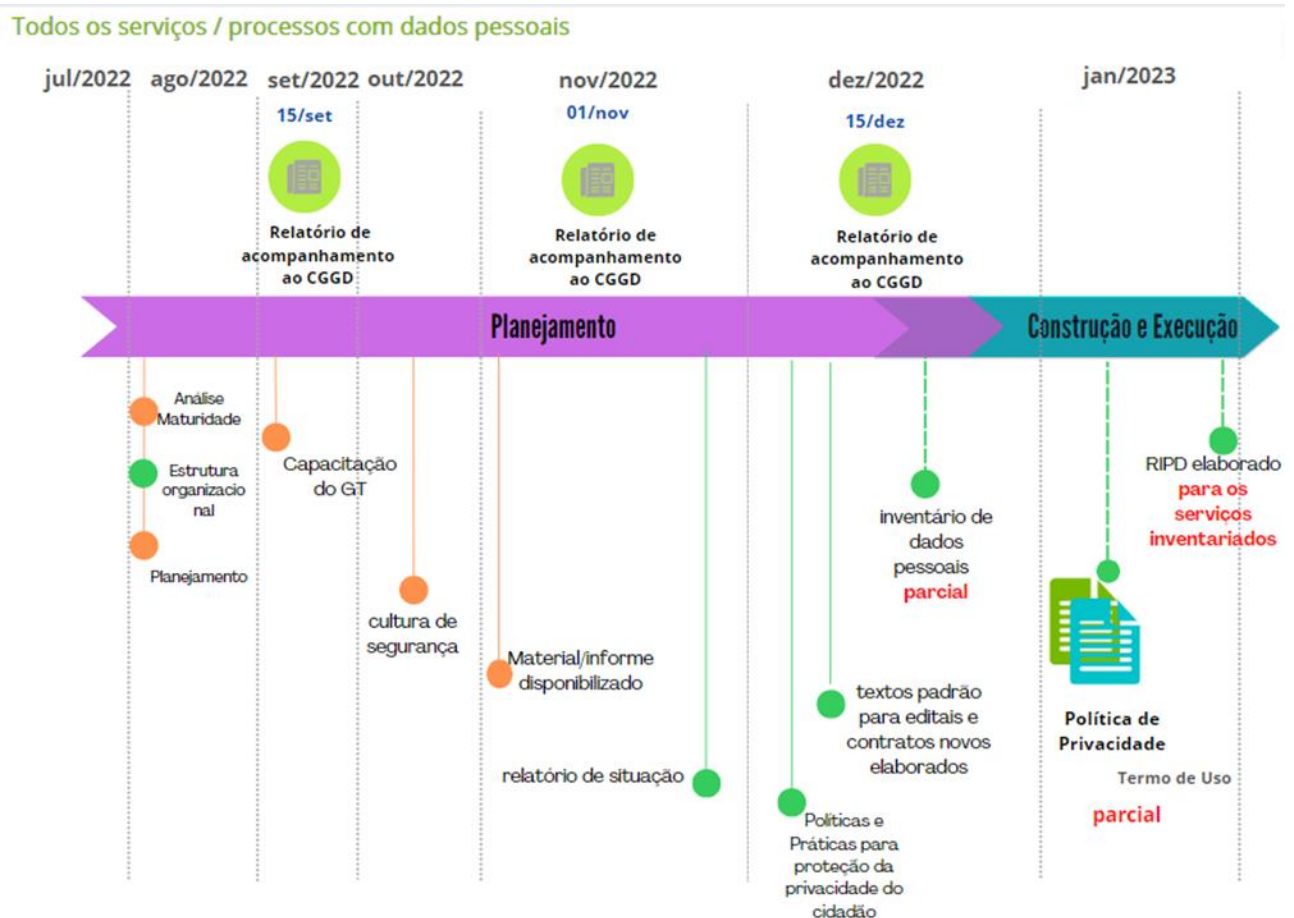 Todos os serviços / processos com dados pessoais
jul/2022
ago/2022
set/2022
out/2022
nov/2022
dez/2022
jan/2023
15/set
01/nov
15/dez
Relatório de
acompanhamento
ao CGGD
Relatório de
acompanhamento
ao CGGD
Relatório de
acompanhamento
ao CGGD
Planejamento
Construção e Execução
Análise
Maturidade
Estrutura
organizacio
nal
Planejamento
Capacitação
do GT
cultura de
segurança
Material/informe
disponibilizado
relatório de situação
Políticas e
Práticas para
proteção da
privacidade do
cidadão
textos padrão
para editais e
contratos novos
elaborados
inventário de
dados
pessoais
parcial
Política de
Privacidade
Termo de Uso
parcial
RIPD elaborado
para os
serviços
inventariados